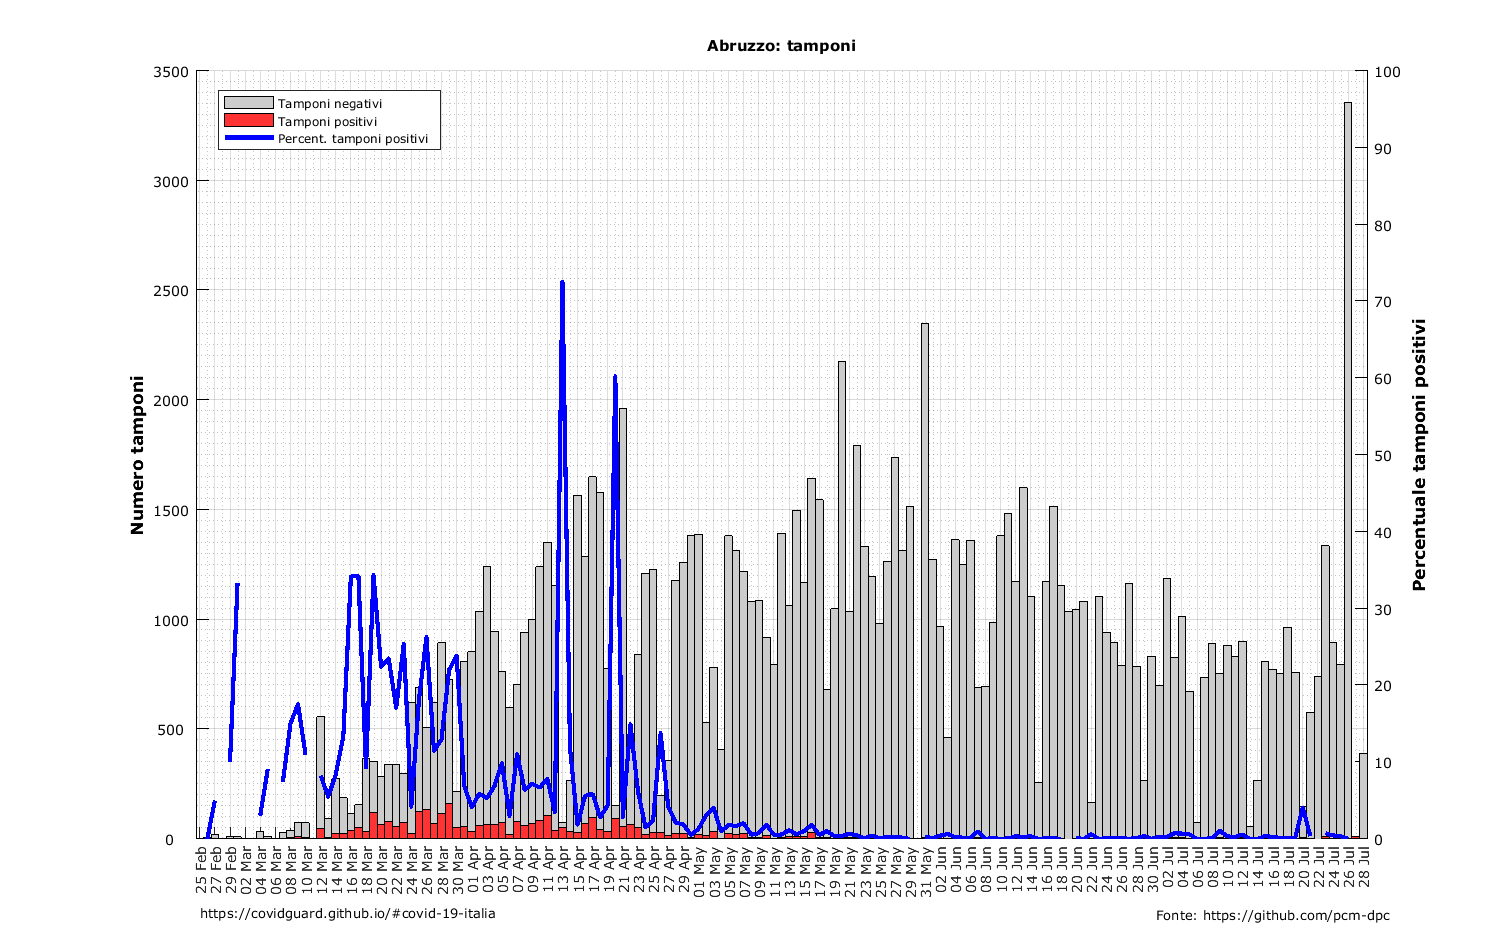 Abruzzo: tamponi
Tamponi negativi
Tamponi positivi
Percent. tamponi positivi
Numero tamponi
3500
3000
2500
2000
1500
1000
500
0
Percentuale tamponi positivi
100
90
80
70
60
50
40
30
20
10
0
25 Feb
27 Feb
29 Feb
02 Mar
04 Mar
06 Mar
08 Mar
10 Mar
12 Mar
14 Mar
16 Mar
18 Mar
20 Mar
22 Mar
24 Mar
26 Mar
28 Mar
30 Mar
01 Apr
03 Apr
05 Apr
07 Apr
09 Apr
11 Apr
13 Apr
15 Apr
17 Apr
19 Apr
21 Apr
23 Apr
25 Apr
27 Apr
29 Apr
01 May
03 May
05 May
07 May
09 May
11 May
13 May
15 May
17 May
19 May
21 May
23 May
25 May
27 May
29 May
31 May
02 Jun
04 Jun
06 Jun
08 Jun
10 Jun
12 Jun
14 Jun
16 Jun
18 Jun
20 Jun
22 Jun
24 Jun
26 Jun
28 Jun
30 Jun
02 Jul
04 Jul
06 Jul
08 Jul
10 Jul
12 Jul
14 Jul
16 Jul
18 Jul
20 Jul
22 Jul
24 Jul
26 Jul
28 Jul
https://covidguard.github.io/#covid-19-italia
Fonte: https://github.com/pcm-dpc